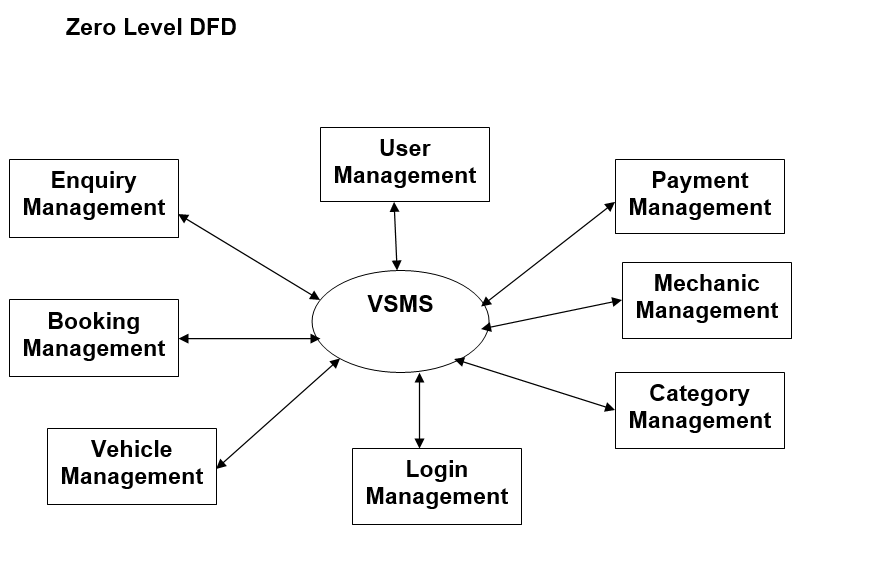 Zero Level DFD
User
Management
Enquiry
Management
Payment
Management
Mechanic
Management
VSMS
Booking
Management
Category
Management
Vehicle
Management
Login
Management